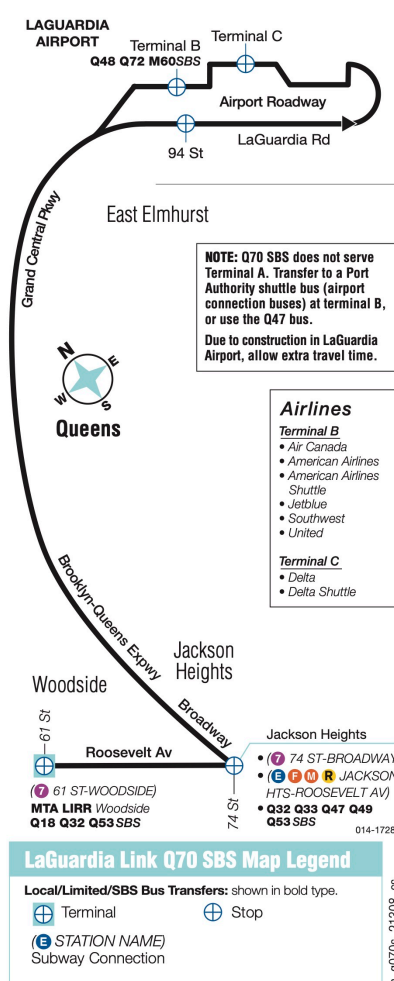 LAGUARDIA
AIRPORT
Terminal B
Q48 Q72 M60SBS
Terminal C
Airport Roadway
LaGuardia Rd
94 St
Grand Central Pkwy
East Elmhurst
NOTE: Q70 SBS does not serve
Terminal A. Transfer to a Port
Authority shuttle bus (airport
connection buses) at terminal B,
or use the Q47 bus.
Due to construction in LaGuardia
Airport, allow extra travel time.
N
E
W
S
Queens
Airlines
Terminal B
• Air Canada
• American Airlines
• American Airlines
Shuttle
• Jetblue
• Southwest
• United
Terminal C
• Delta
• Delta Shuttle
Brooklyn-Queens Expwy
Jackson
Heights
Woodside
Broadway
61 St
Roosevelt Av
74 St
(7 61 ST-WOODSIDE)
MTA LIRR Woodside
Q18 Q32 Q53 SBS
Jackson Heights
• (7 74 ST-BROADWAY
• (E F M R JACKSON
HTS-ROOSEVELT AV)
• Q32 Q33 Q47 Q49
Q53 SBS
014-1728
LaGuardia Link Q70 SBS Map Legend
Local/Limited/SBS Bus Transfers: shown in bold type.
Terminal
Stop
(E STATION NAME)
Subway Connection